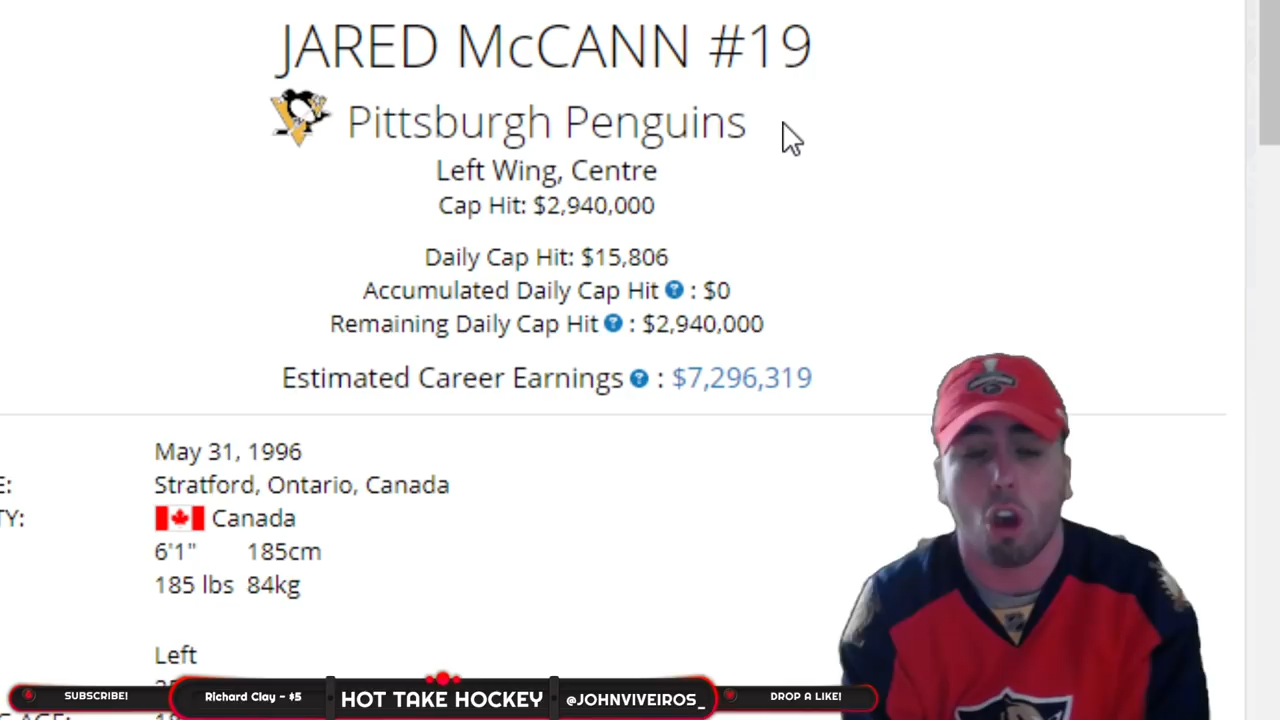 JARED McCANN #19
Pittsburgh Penguins
Left Wing, Centre
Cap Hit: $2,940,000
Daily Cap Hit: $15,806
Accumulated Daily Cap Hit ? : $0
Remaining Daily Cap Hit ? : $2,940,000
Estimated Career Earnings ? : $7,296,319
May 31, 1996
E: Stratford, Ontario, Canada
TY: Canada
6'1" 185cm
185 lbs 84kg
Left
SUBSCRIBE! Richard Clay - $5 HOT TAKE HOCKEY @JOHNVIVEIROS_ DROP A LIKE!